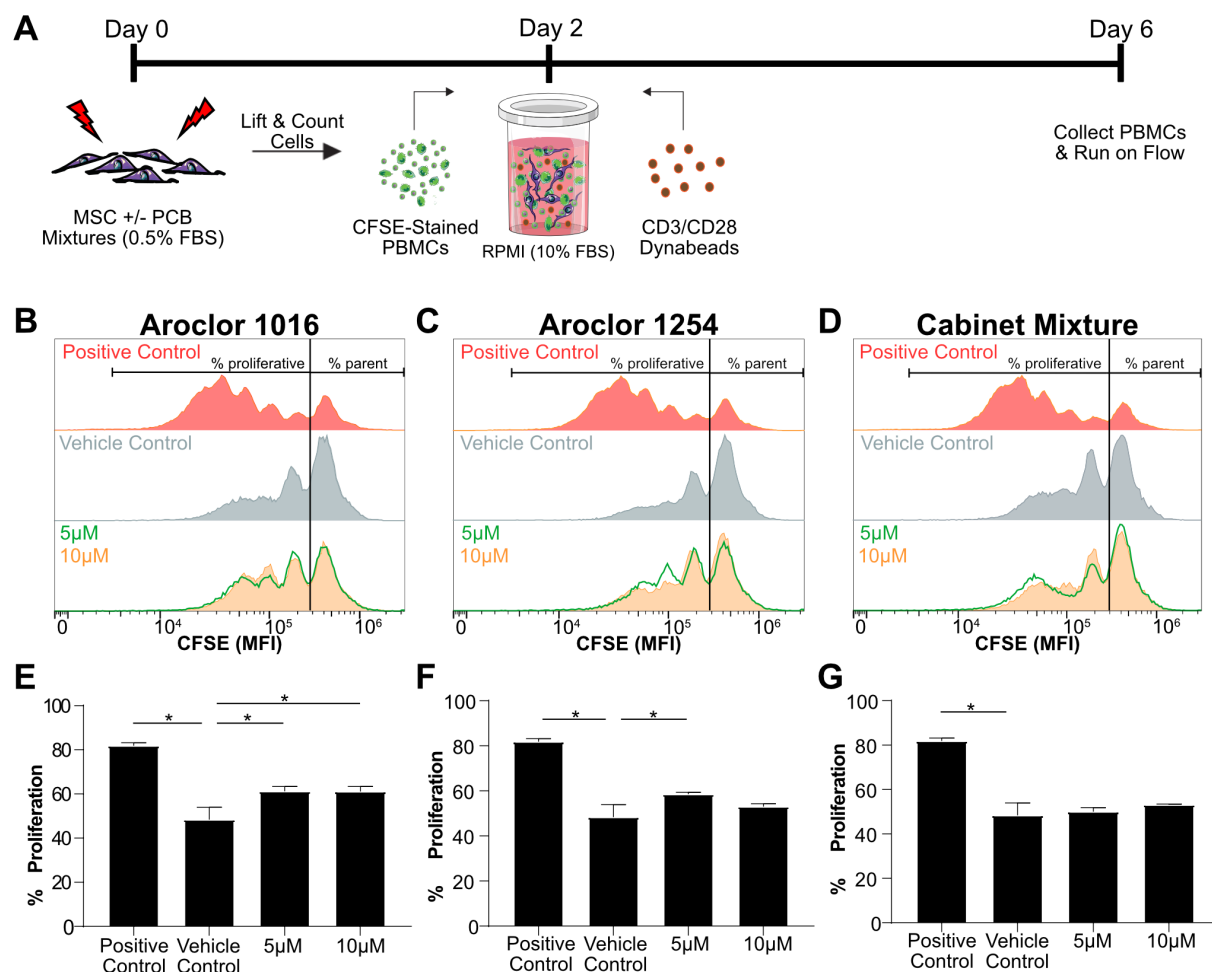 A
Day 0
Day 2
Day 6
Lift & Count
Cells
MSC +/- PCB
Mixtures (0.5% FBS)
CFSE-Stained
PBMCs
RPMI (10% FBS)
CD3/CD28
Dynabeads
Collect PBMCs
& Run on Flow
B
Aroclor 1016
Positive Control
% proliferative
% parent
Vehicle Control
5µM
10µM
0
10⁴
10⁵
10⁶
CFSE (MFI)
C
Aroclor 1254
Positive Control
% proliferative
% parent
Vehicle Control
5µM
10µM
0
10⁴
10⁵
10⁶
CFSE (MFI)
D
Cabinet Mixture
Positive Control
% proliferative
% parent
Vehicle Control
5µM
10µM
0
10⁴
10⁵
10⁶
CFSE (MFI)
E
% Proliferation
100
80
60
40
20
0
*
*
*
Positive
Control
Vehicle
Control
5µM
10µM
F
% Proliferation
100
80
60
40
20
0
*
*
Positive
Control
Vehicle
Control
5µM
10µM
G
% Proliferation
100
80
60
40
20
0
*
Positive
Control
Vehicle
Control
5µM
10µM